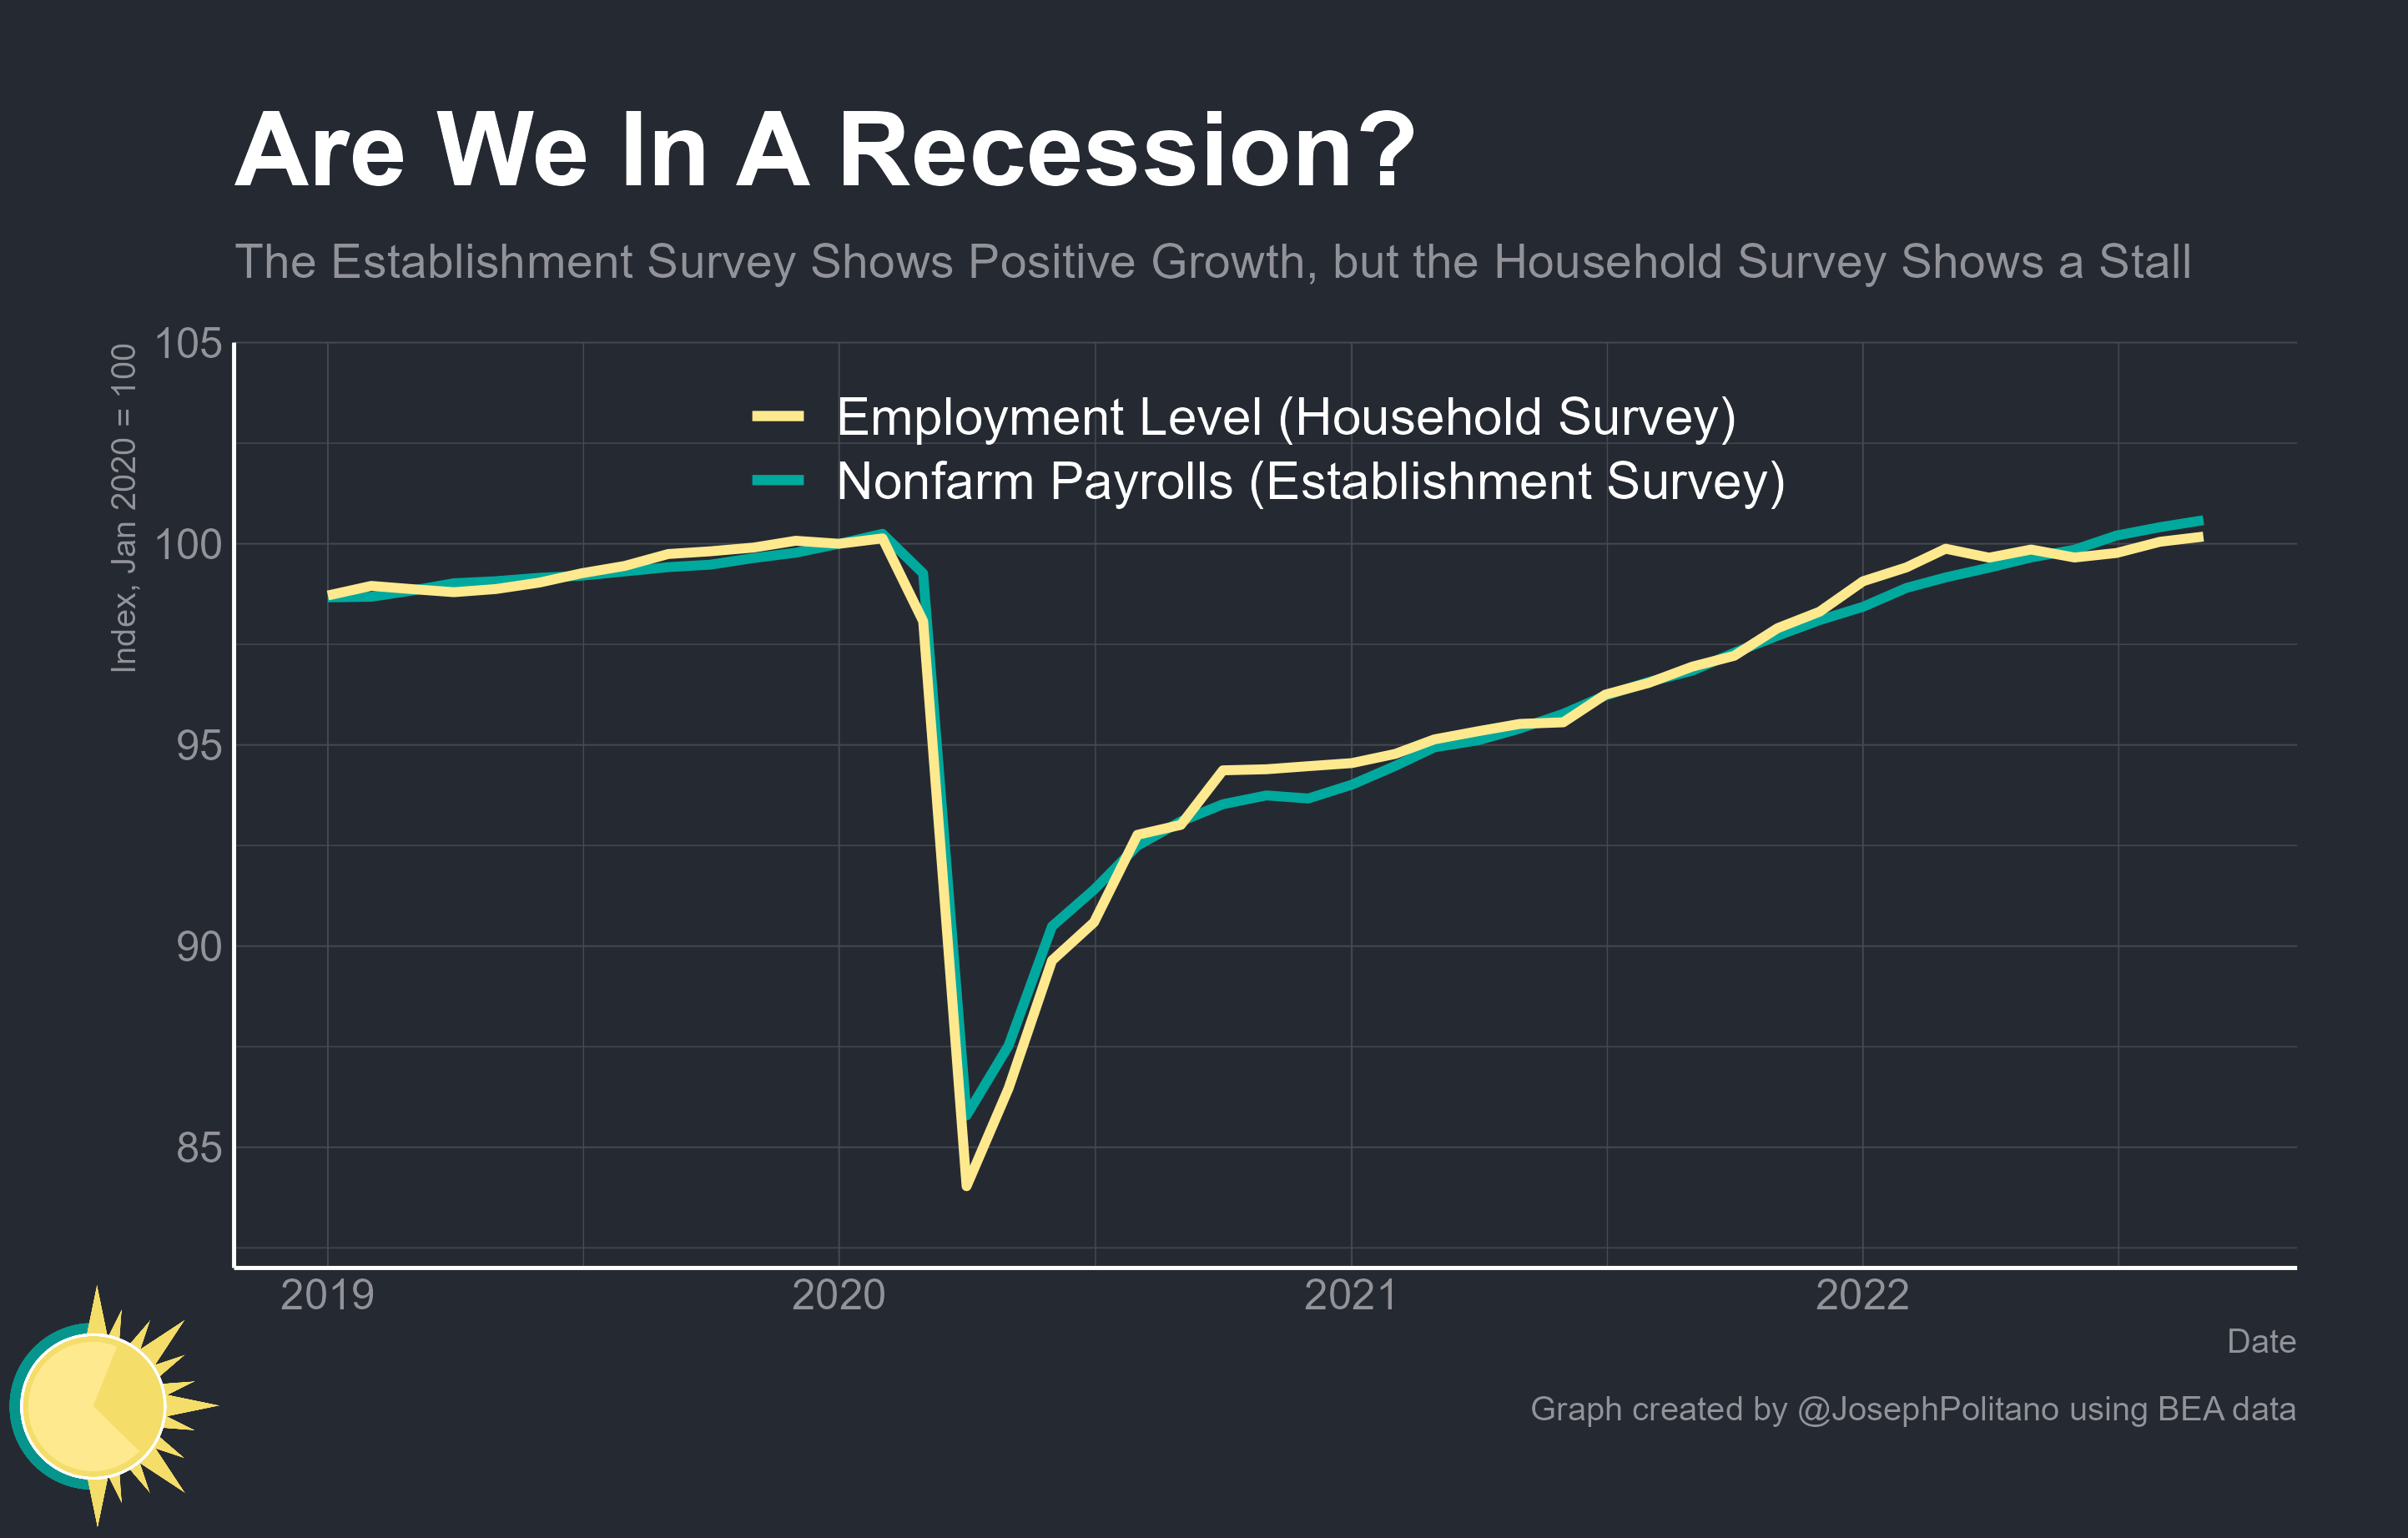 Are We In A Recession?
The Establishment Survey Shows Positive Growth, but the Household Survey Shows a Stall
Index, Jan 2020 = 100
105
100
95
90
85
Employment Level (Household Survey)
Nonfarm Payrolls (Establishment Survey)
2019
2020
2021
2022
Date
Graph created by @JosephPolitano using BEA data